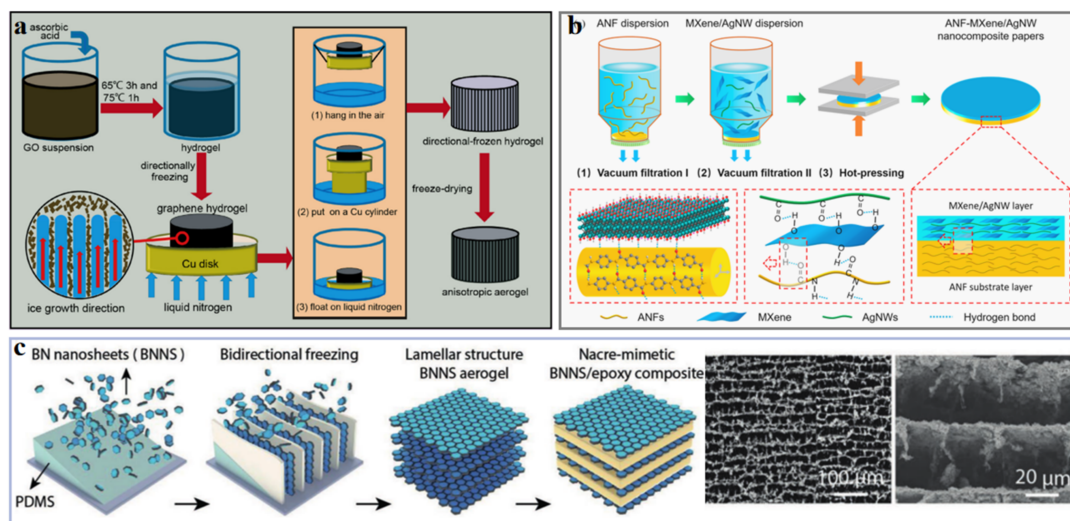 a
ascorbic
acid
65℃ 3h and
75℃ 1h
GO suspension
hydrogel
directionally
freezing
graphene hydrogel
Cu disk
ice growth direction
liquid nitrogen
(1) hang in the air
(2) put on a Cu cylinder
(3) float on liquid nitrogen
directional-frozen hydrogel
freeze-drying
anisotropic aerogel
b
)
ANF dispersion
MXene/AgNW dispersion
ANF-MXene/AgNW
nanocomposite papers
(1) Vacuum filtration I
(2) Vacuum filtration II
(3) Hot-pressing
C
O
C
O
C
O
H
O
H
O
H
O
O
H
O
C
H
O
O
C
N
H
N
H
MXene/AgNW layer
ANF substrate layer
ANFs
MXene
AgNWs
Hydrogen bond
c
BN nanosheets (BNNS)
Bidirectional freezing
Lamellar structure
BNNS aerogel
Nacre-mimetic
BNNS/epoxy composite
PDMS
100 μm
20 μm